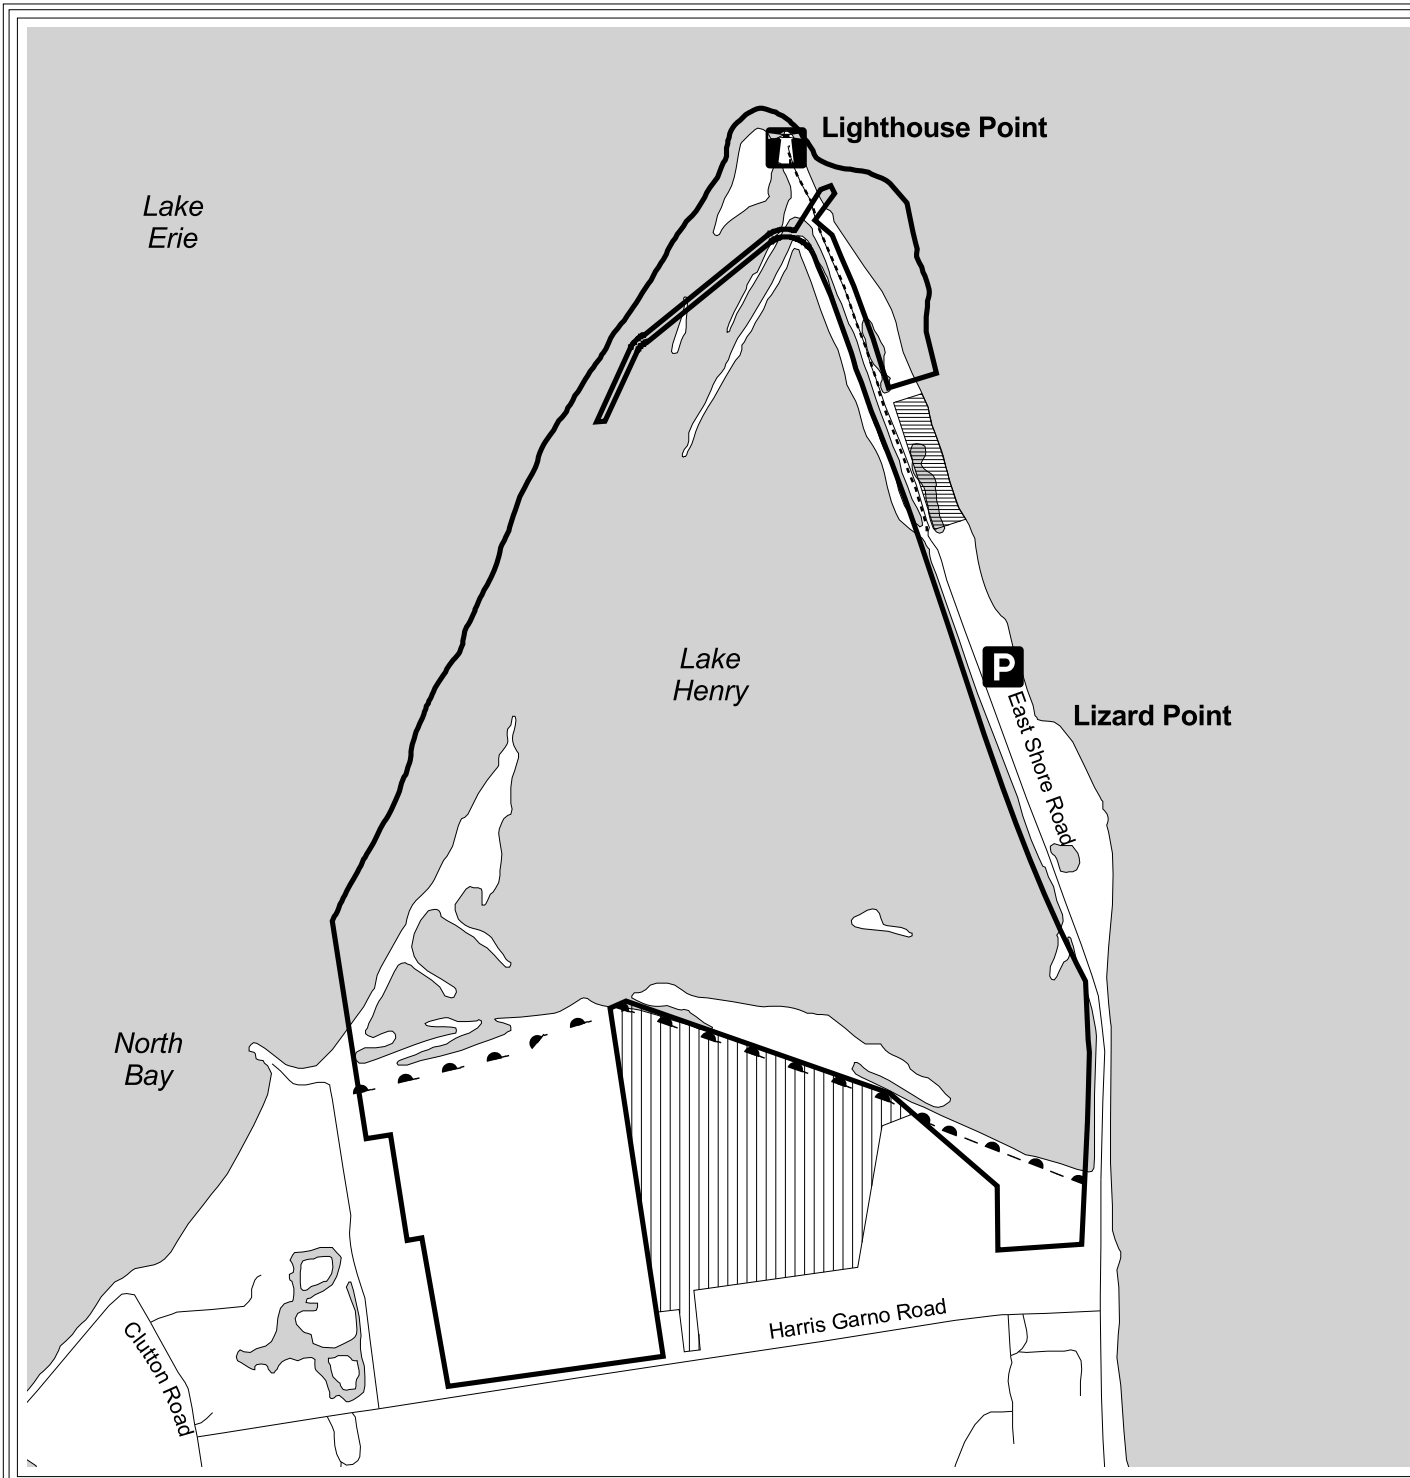 Lighthouse Point
Lake
Erie
Lake
Henry
P
East Shore Road
Lizard Point
North
Bay
Harris Garno Road
Clutton Road